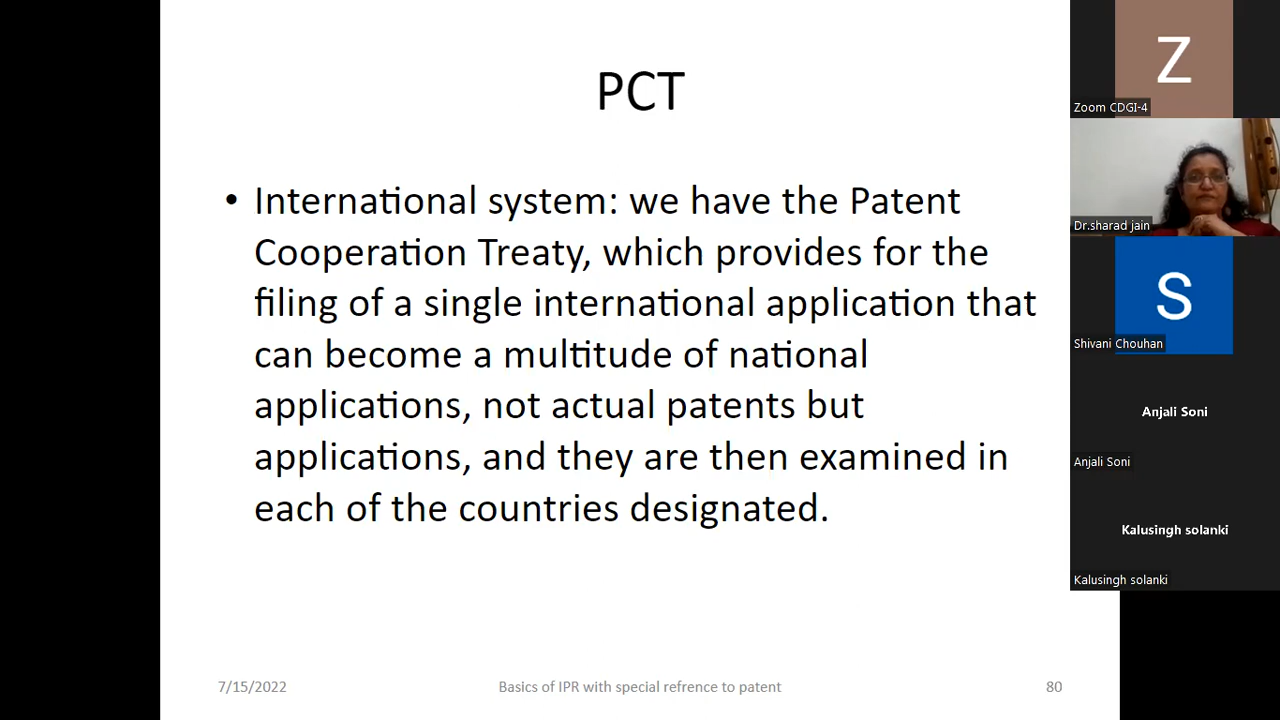 PCT
• International system: we have the Patent
Cooperation Treaty, which provides for the
filing of a single international application that
can become a multitude of national
applications, not actual patents but
applications, and they are then examined in
each of the countries designated.
7/15/2022
Basics of IPR with special refrence to patent
80
Z
Zoom CDGI-4
Dr.sharad jain
S
Shivani Chouhan
Anjali Soni
Anjali Soni
Kalusingh solanki
Kalusingh solanki